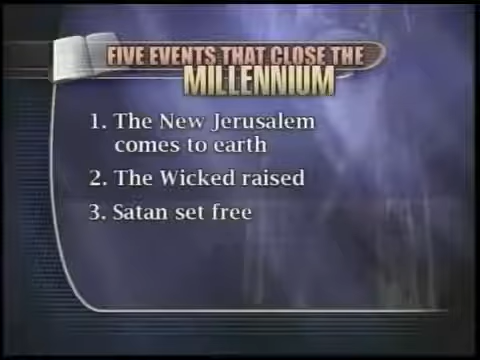 FIVE EVENTS THAT CLOSE THE
MILLENNIUM
1. The New Jerusalem
comes to earth
2. The Wicked raised
3. Satan set free